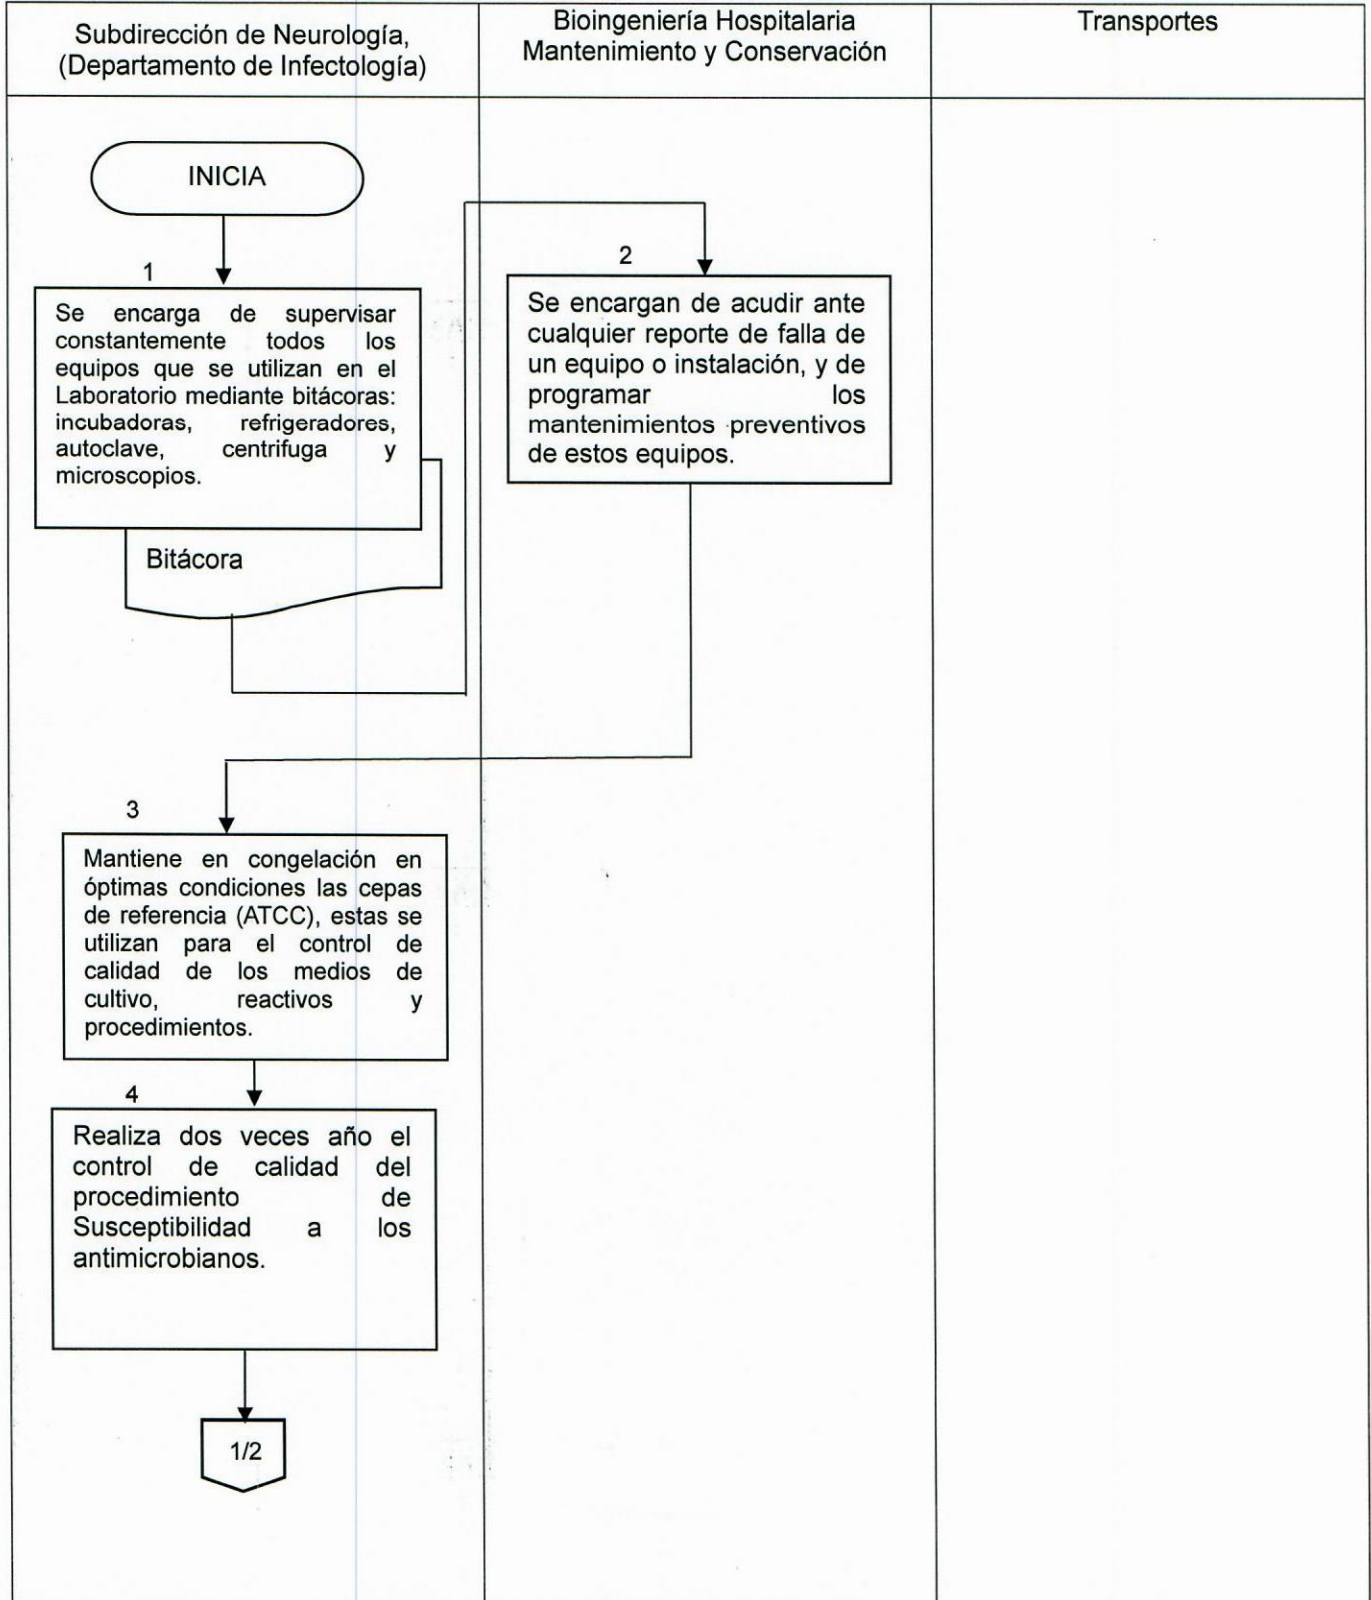 Subdirección de Neurología,
(Departamento de Infectología)
Bioingeniería Hospitalaria
Mantenimiento y Conservación
Transportes
INICIA
1
Se encarga de supervisar
constantemente todos los
equipos que se utilizan en el
Laboratorio mediante bitácoras:
incubadoras, refrigeradores,
autoclave, centrifuga y
microscopios.
Bitácora
2
Se encargan de acudir ante
cualquier reporte de falla de
un equipo o instalación, y de
programar los
mantenimientos preventivos
de estos equipos.
3
Mantiene en congelación en
óptimas condiciones las cepas
de referencia (ATCC), estas se
utilizan para el control de
calidad de los medios de
cultivo, reactivos y
procedimientos.
4
Realiza dos veces año el
control de calidad del
procedimiento de
Susceptibilidad a los
antimicrobianos.
1/2